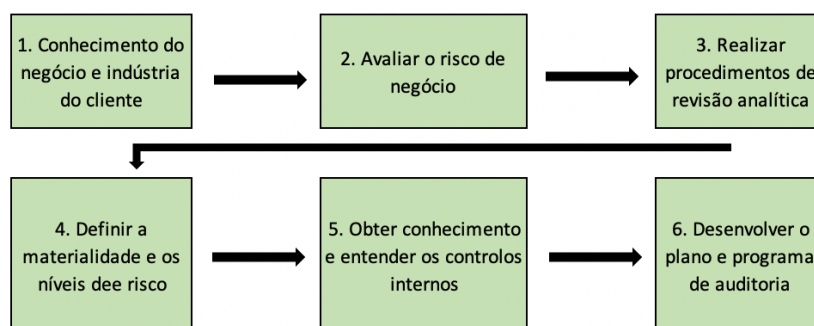 1. Conhecimento do
negócio e indústria
do cliente
2. Avaliar o risco de
negócio
3. Realizar
procedimentos de
revisão analítica
4. Definir a
materialidade e os
níveis dee risco
5. Obter conhecimento
e entender os controlos
internos
6. Desenvolver o
plano e programa
de auditoria